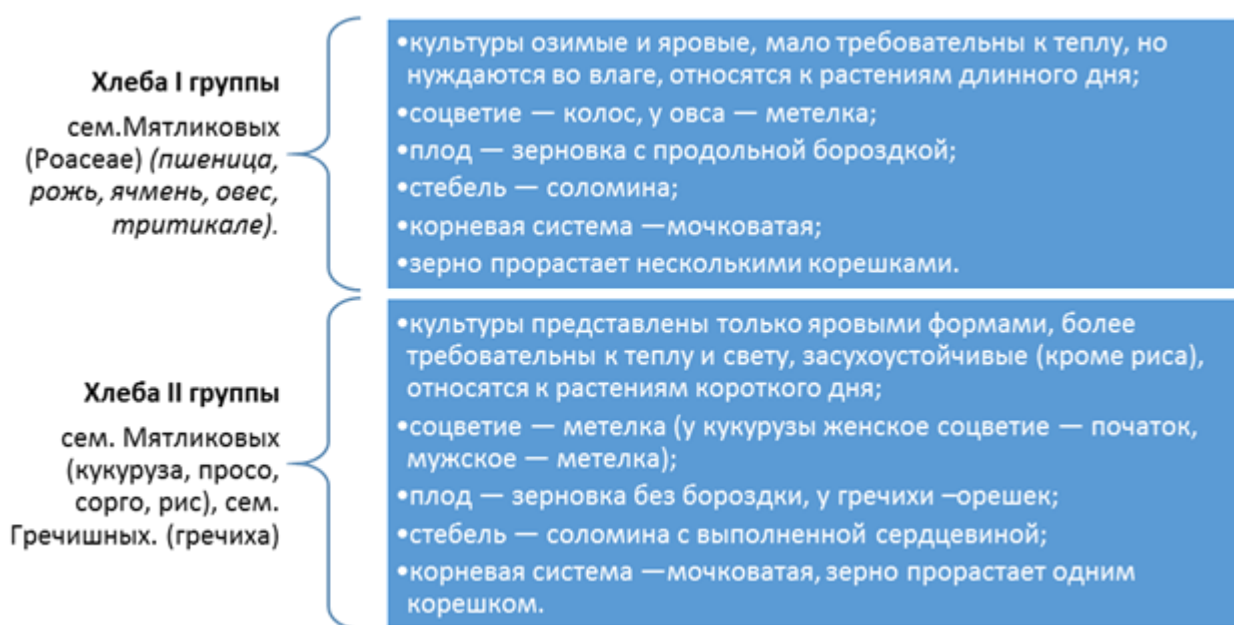 Хлеба I группы
сем.Мятликовых
(Poaceae) (пшеница,
рожь, ячмень, овес,
тритикале).
•культуры озимые и яровые, мало требовательны к теплу, но
нуждаются во влаге, относятся к растениям длинного дня;
•соцветие — колос, у овса — метелка;
•плод — зерновка с продольной бороздкой;
•стебель — соломина;
•корневая система —мочковатая;
•зерно прорастает несколькими корешками.
Хлеба II группы
сем. Мятликовых
(кукуруза, просо,
сорго, рис), сем.
Гречишных. (гречиха)
•культуры представлены только яровыми формами, более
требовательны к теплу и свету, засухоустойчивые (кроме риса),
относятся к растениям короткого дня;
•соцветие — метелка (у кукурузы женское соцветие — початок,
мужское — метелка);
•плод — зерновка без бороздки, у гречихи –орешек;
•стебель — соломина с выполненной сердцевиной;
•корневая система —мочковатая, зерно прорастает одним
корешком.